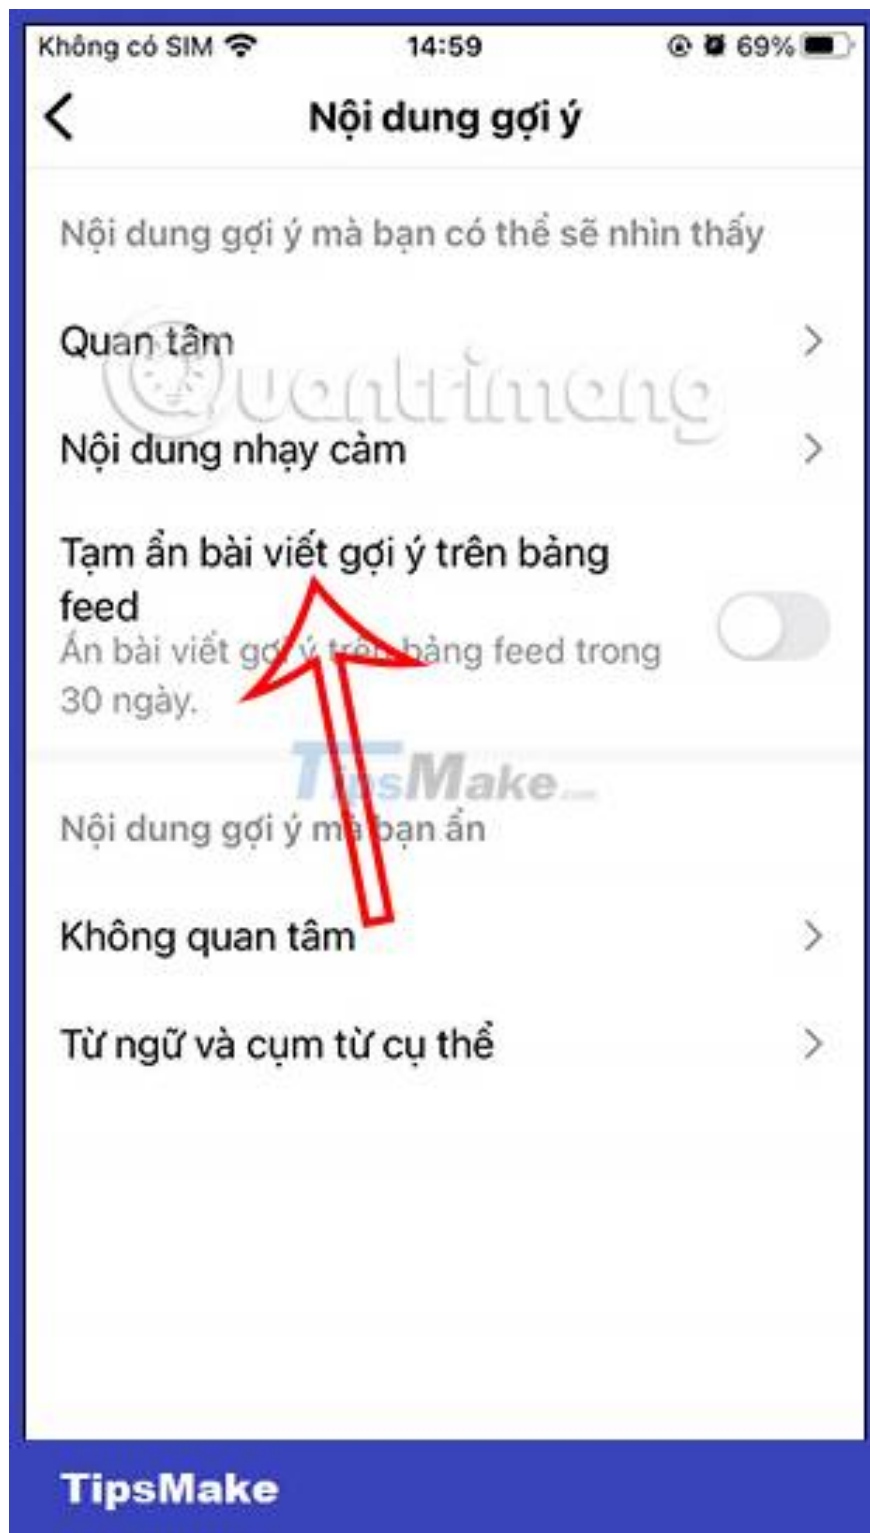 Không có SIM 14:59 69%
Nội dung gợi ý
Nội dung gợi ý mà bạn có thể sẽ nhìn thấy
Quan tâm
Quantrimang
Nội dung nhạy cảm
Tạm ẩn bài viết gợi ý trên bảng
feed
Ẩn bài viết gợi ý trên bảng feed trong
30 ngày.
TipsMake.com
Nội dung gợi ý mà bạn ẩn
Không quan tâm
Từ ngữ và cụm từ cụ thể
TipsMake